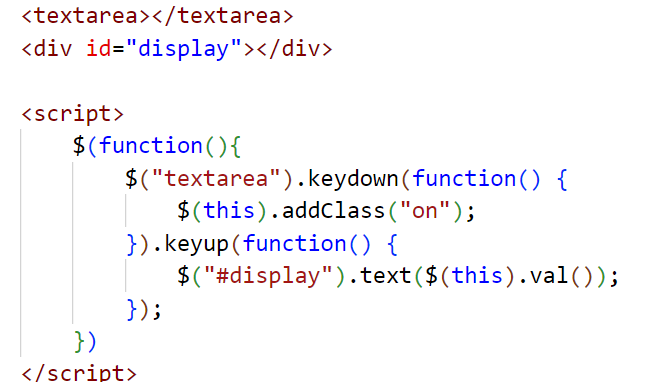 <textarea></textarea>
<div id="display"></div>
<script>
$(function(){
$("textarea").keydown(function() {
$(this).addClass("on");
}).keyup(function() {
$("#display").text($(this).val());
});
})
</script>